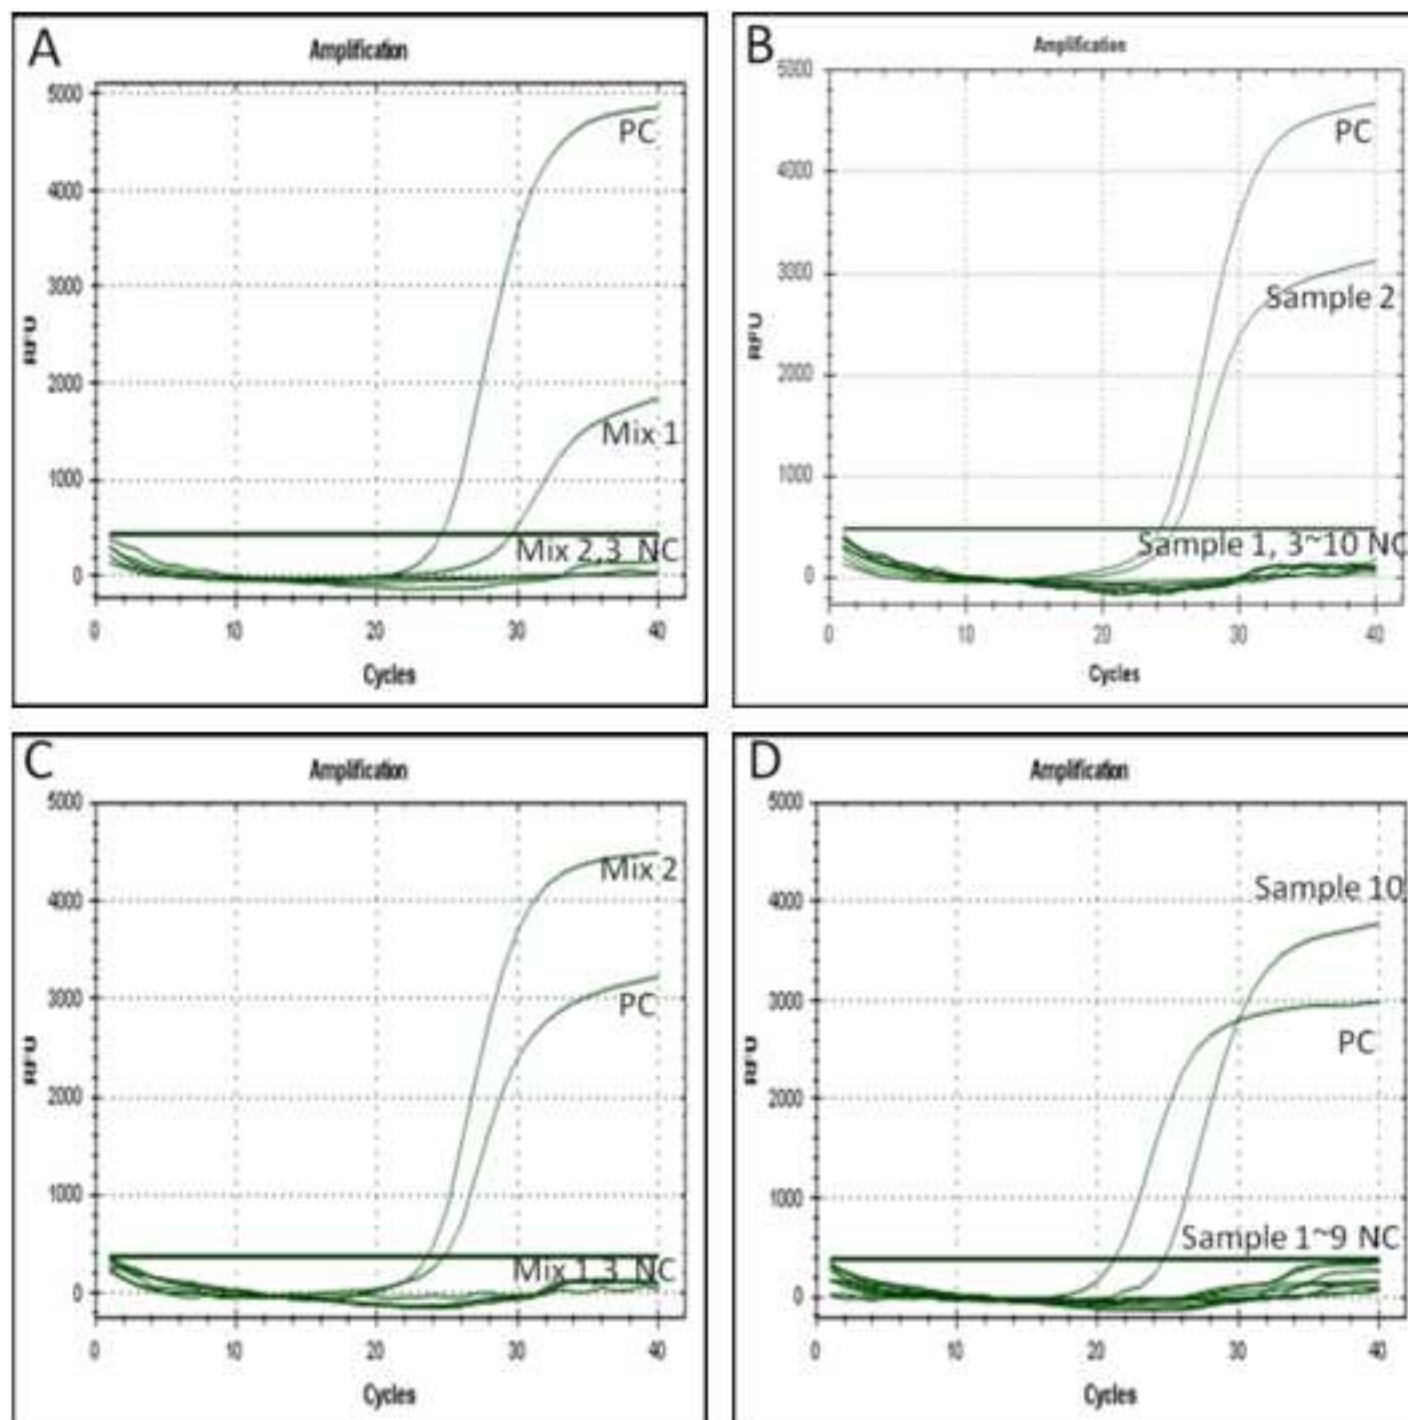 A
Amplification
5000
4000
3000
2000
1000
0
RFU
PC
Mix 1
Mix 2,3 NC
0 10 20 30 40
Cycles
B
Amplification
5000
4000
3000
2000
1000
0
RFU
PC
Sample 2
Sample 1, 3~10 NC
0 10 20 30 40
Cycles
C
Amplification
5000
4000
3000
2000
1000
0
RFU
Mix 2
PC
Mix 1,3 NC
0 10 20 30 40
Cycles
D
Amplification
5000
4000
3000
2000
1000
0
RFU
Sample 10
PC
Sample 1~9 NC
0 10 20 30 40
Cycles